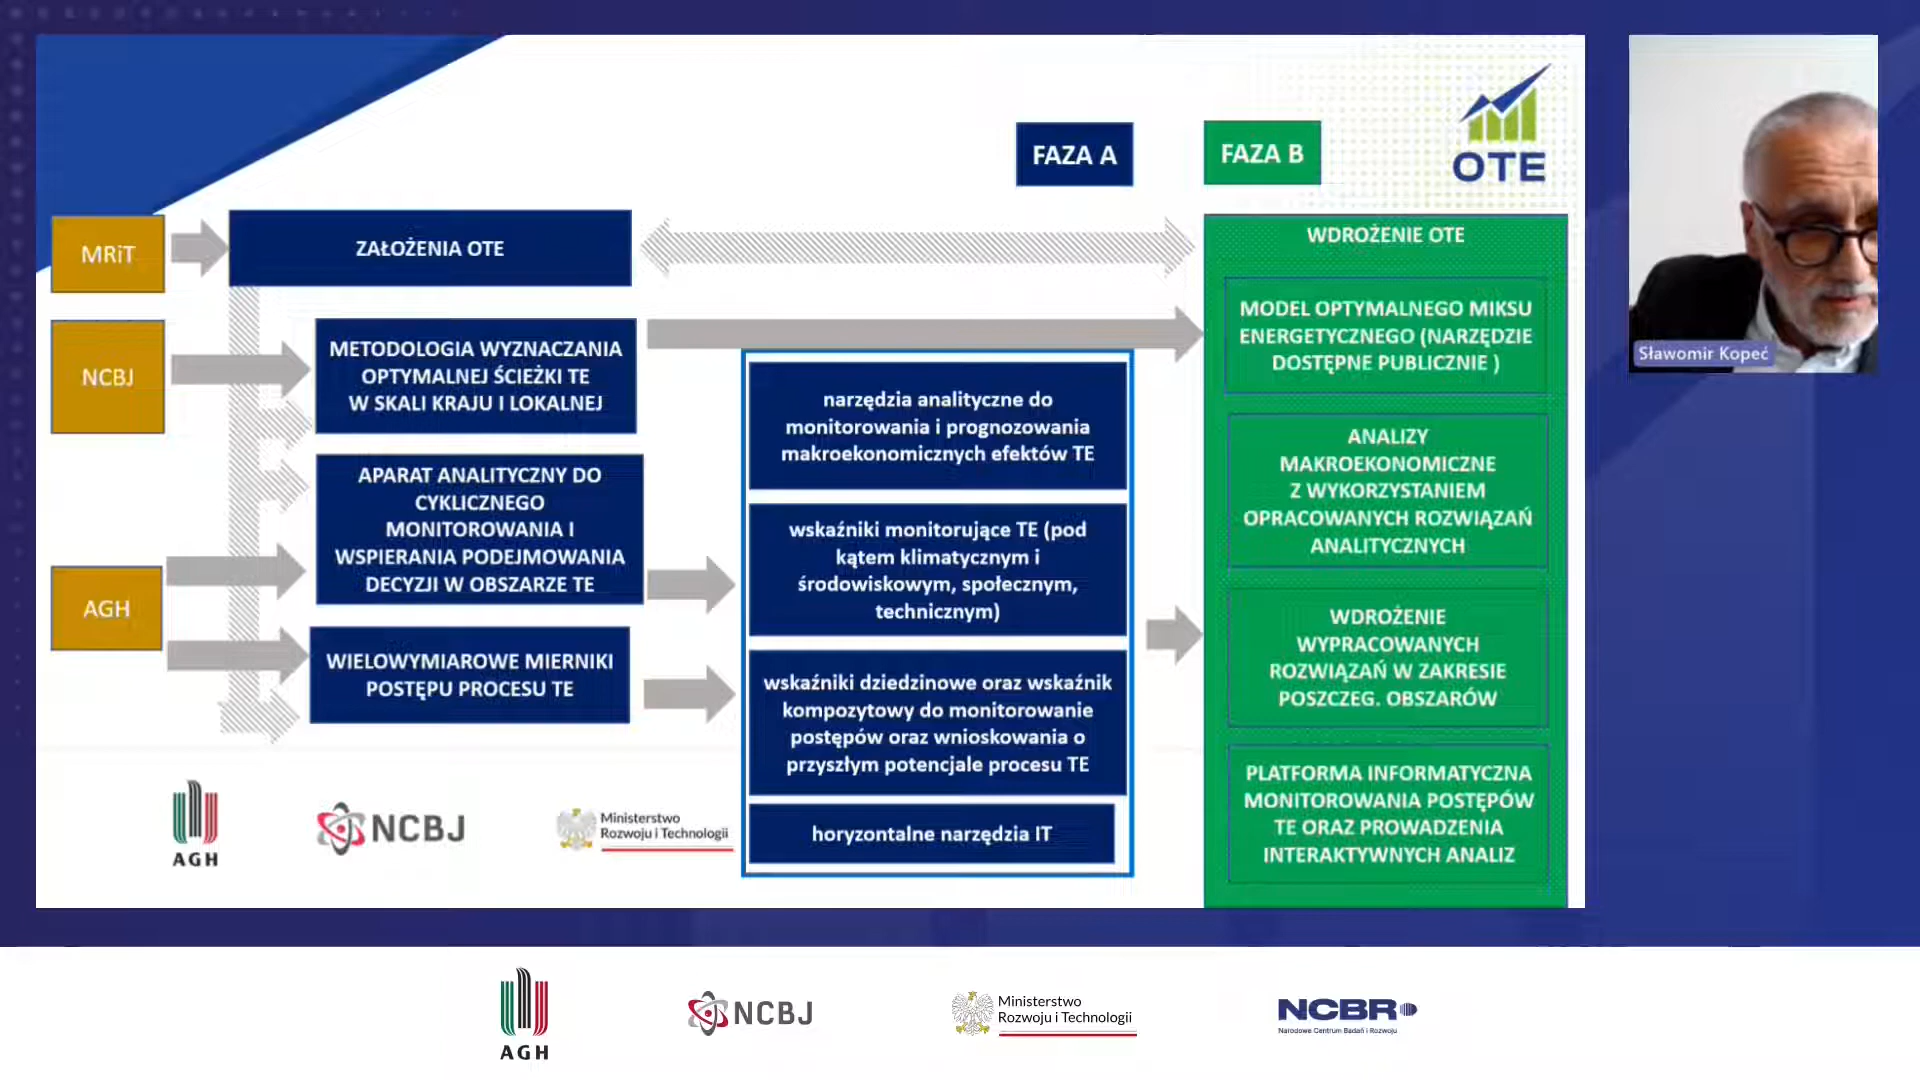 FAZA A
FAZA B
OTE
MRiT
ZAŁOŻENIA OTE
NCBJ
METODOLOGIA WYZNACZANIA
OPTYMALNEJ ŚCIEŻKI TE
W SKALI KRAJU I LOKALNEJ
APARAT ANALITYCZNY DO
CYKLICZNEGO
MONITOROWANIA I
WSPIERANIA PODEJMOWANIA
DECYZJI W OBSZARZE TE
AGH
WIELOWYMIAROWE MIERNIKI
POSTĘPU PROCESU TE
narzędzia analityczne do
monitorowania i prognozowania
makroekonomicznych efektów TE
wskaźniki monitorujące TE (pod
kątem klimatycznym i
środowiskowym, społecznym,
technicznym)
wskaźniki dziedzinowe oraz wskaźnik
kompozytowy do monitorowanie
postępów oraz wnioskowania o
przyszłym potencjale procesu TE
horyzontalne narzędzia IT
WDROŻENIE OTE
MODEL OPTYMALNEGO MIKSU
ENERGETYCZNEGO (NARZĘDZIE
DOSTĘPNE PUBLICZNIE )
ANALIZY
MAKROEKONOMICZNE
Z WYKORZYSTANIEM
OPRACOWANYCH ROZWIĄZAŃ
ANALITYCZNYCH
WDROŻENIE
WYPRACOWANYCH
ROZWIĄZAŃ W ZAKRESIE
POSZCZEG. OBSZARÓW
PLATFORMA INFORMATYCZNA
MONITOROWANIA POSTĘPÓW
TE ORAZ PROWADZENIA
INTERAKTYWNYCH ANALIZ
AGH
NCBJ
Ministerstwo
Rozwoju i Technologii
Sławomir Kopeć
AGH
NCBJ
Ministerstwo
Rozwoju i Technologii
NCBR
Narodowe Centrum Badań i Rozwoju